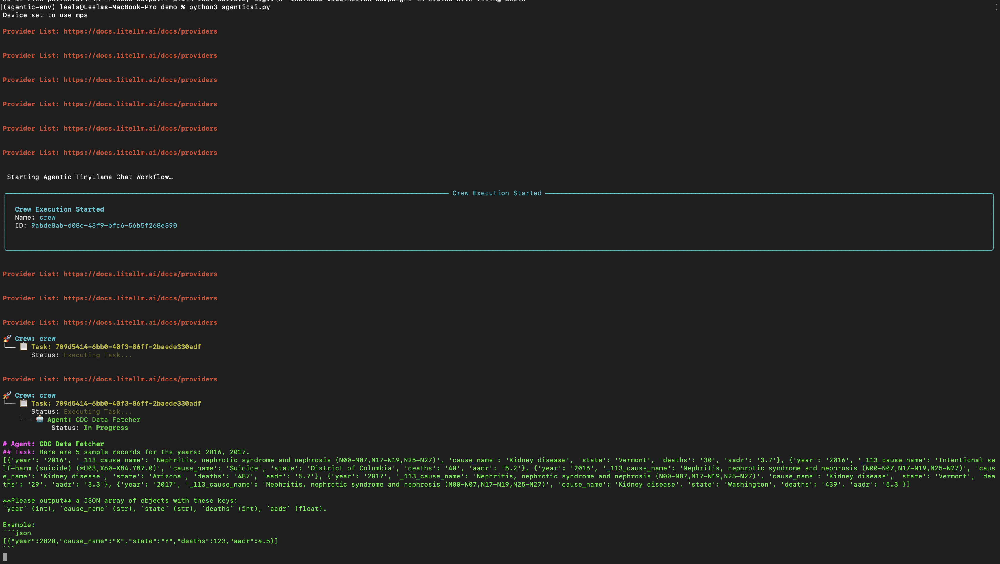 (agentic-env) leela@Leelas-MacBook-Pro demo % python3 agenticai.py
Device set to use mps
Provider List: https://docs.litellm.ai/docs/providers
Provider List: https://docs.litellm.ai/docs/providers
Provider List: https://docs.litellm.ai/docs/providers
Provider List: https://docs.litellm.ai/docs/providers
Provider List: https://docs.litellm.ai/docs/providers
Provider List: https://docs.litellm.ai/docs/providers
Starting Agentic TinyLlama Chat Workflow…
Crew Execution Started
Crew Execution Started
Name: crew
ID: 9abde8ab-d08c-48f9-bfc6-56b5f268e890
Provider List: https://docs.litellm.ai/docs/providers
Provider List: https://docs.litellm.ai/docs/providers
Provider List: https://docs.litellm.ai/docs/providers
🚀 Crew: crew
└── 📋 Task: 709d5414-6bb0-40f3-86ff-2baede330adf
Status: Executing Task...
Provider List: https://docs.litellm.ai/docs/providers
🚀 Crew: crew
└── 📋 Task: 709d5414-6bb0-40f3-86ff-2baede330adf
Status: Executing Task...
└── 🤖 Agent: CDC Data Fetcher
Status: In Progress
# Agent: CDC Data Fetcher
## Task: Here are 5 sample records for the years: 2016, 2017.
[{'year': '2016', '_113_cause_name': 'Nephritis, nephrotic syndrome and nephrosis (N00-N07,N17-N19,N25-N27)', 'cause_name': 'Kidney disease', 'state': 'Vermont', 'deaths': '30', 'aadr': '3.7'}, {'year': '2016', '_113_cause_name': 'Intentional se
lf-harm (suicide) (*U03,X60-X84,Y87.0)', 'cause_name': 'Suicide', 'state': 'District of Columbia', 'deaths': '40', 'aadr': '5.2'}, {'year': '2016', '_113_cause_name': 'Nephritis, nephrotic syndrome and nephrosis (N00-N07,N17-N19,N25-N27)', 'caus
e_name': 'Kidney disease', 'state': 'Arizona', 'deaths': '487', 'aadr': '5.7'}, {'year': '2017', '_113_cause_name': 'Nephritis, nephrotic syndrome and nephrosis (N00-N07,N17-N19,N25-N27)', 'cause_name': 'Kidney disease', 'state': 'Vermont', 'dea
ths': '29', 'aadr': '3.3'}, {'year': '2017', '_113_cause_name': 'Nephritis, nephrotic syndrome and nephrosis (N00-N07,N17-N19,N25-N27)', 'cause_name': 'Kidney disease', 'state': 'Washington', 'deaths': '439', 'aadr': '5.3'}]
**Please output** a JSON array of objects with these keys:
`year` (int), `cause_name` (str), `state` (str), `deaths` (int), `aadr` (float).
Example:
```json
[{"year":2020,"cause_name":"X","state":"Y","deaths":123,"aadr":4.5}]
```